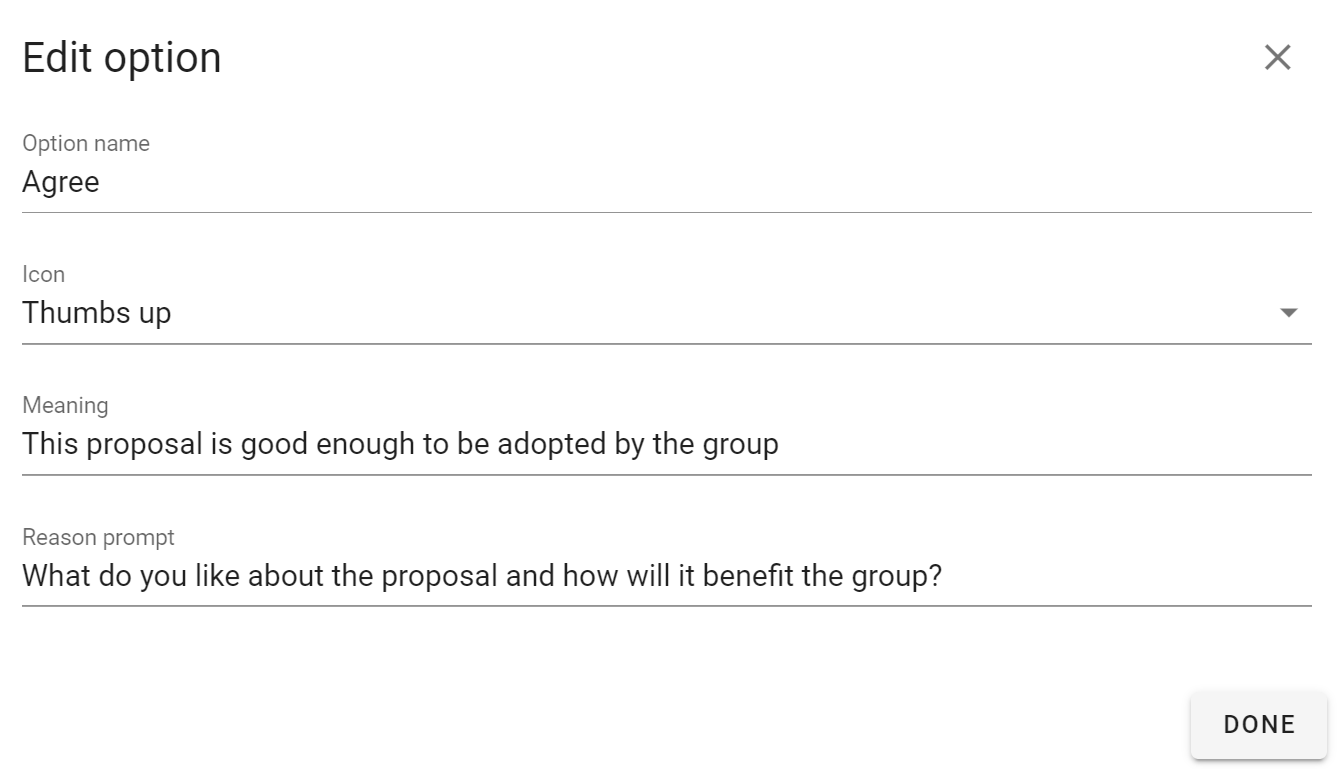 Edit option
Option name
Agree
Icon
Thumbs up
Meaning
This proposal is good enough to be adopted by the group
Reason prompt
What do you like about the proposal and how will it benefit the group?
DONE